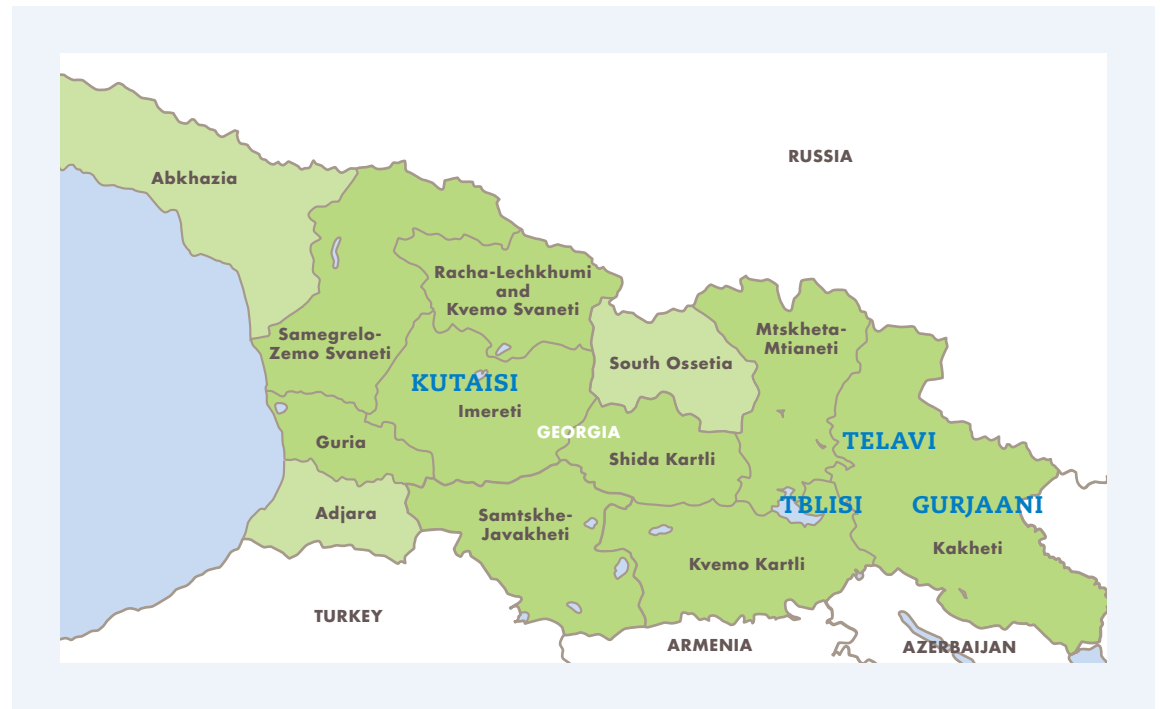 RUSSIA
Abkhazia
Racha-Lechkhumi
and
Kvemo Svaneti
Mtskheta-
Mtianeti
Samegrelo-
Zemo Svaneti
South Ossetia
KUTAISI
Imereti
GEORGIA
Guria
Shida Kartli
TELAVI
TBLISI
GURJAANI
Adjara
Samtskhe-
Javakheti
Kakheti
Kvemo Kartli
TURKEY
ARMENIA
AZERBAIJAN